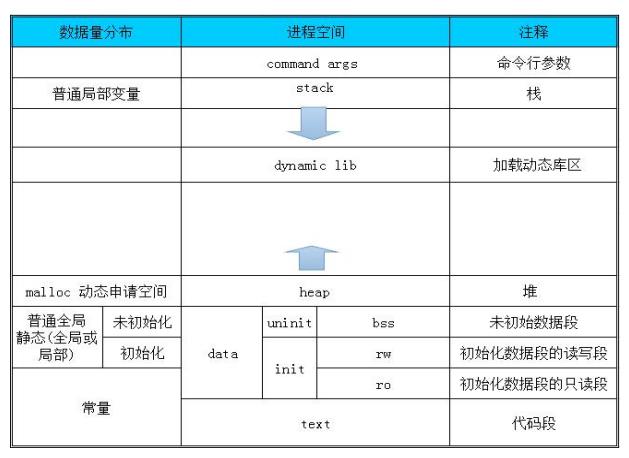 数据量分布 进程空间 注释
command args 命令行参数
普通局部变量 stack 栈
dynamic lib 加载动态库区
malloc 动态申请空间 heap 堆
普通全局
静态(全局或
局部)
未初始化 uninit bss 未初始数据段
初始化 data init rw 初始化数据段的读写段
ro 初始化数据段的只读段
常量 text 代码段